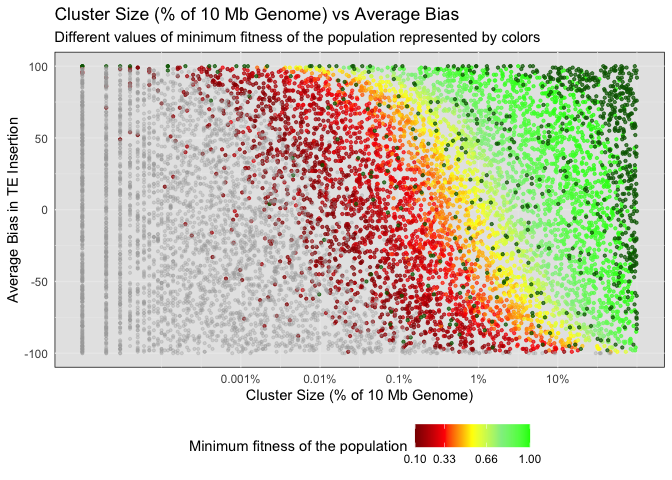 Cluster Size (% of 10 Mb Genome) vs Average Bias
Different values of minimum fitness of the population represented by colors
Average Bias in TE Insertion
100
50
0
-50
-100
0.001% 0.01% 0.1% 1% 10%
Cluster Size (% of 10 Mb Genome)
Minimum fitness of the population
0.10 0.33 0.66 1.00